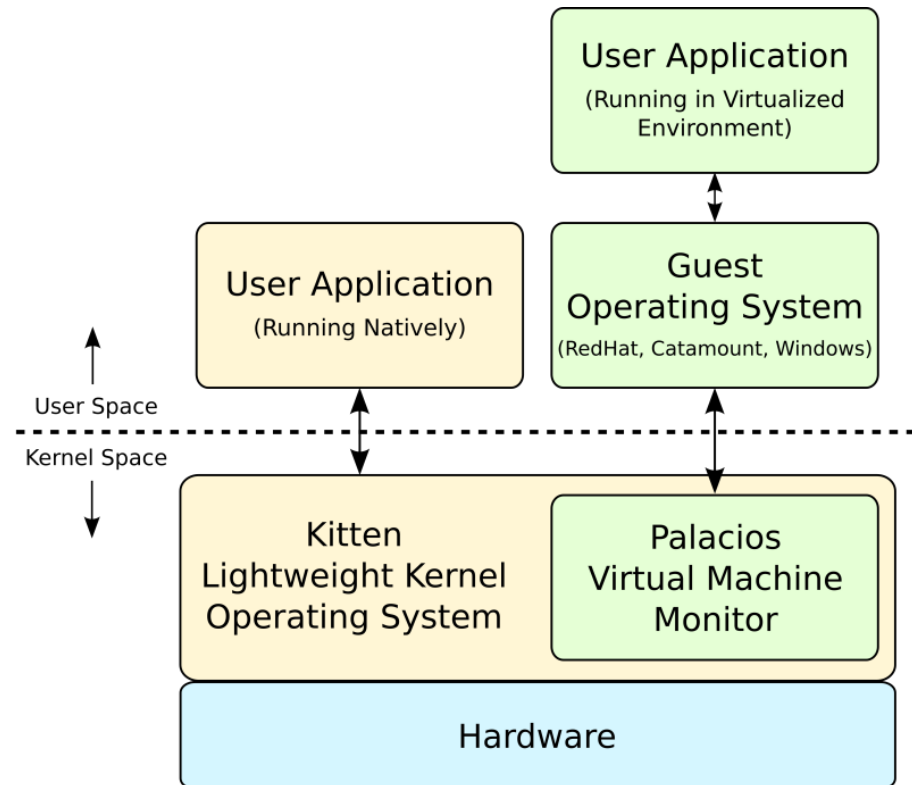 User Application
(Running in Virtualized
Environment)
User Application
(Running Natively)
Guest
Operating System
(RedHat, Catamount, Windows)
User Space
Kernel Space
Kitten
Lightweight Kernel
Operating System
Palacios
Virtual Machine
Monitor
Hardware